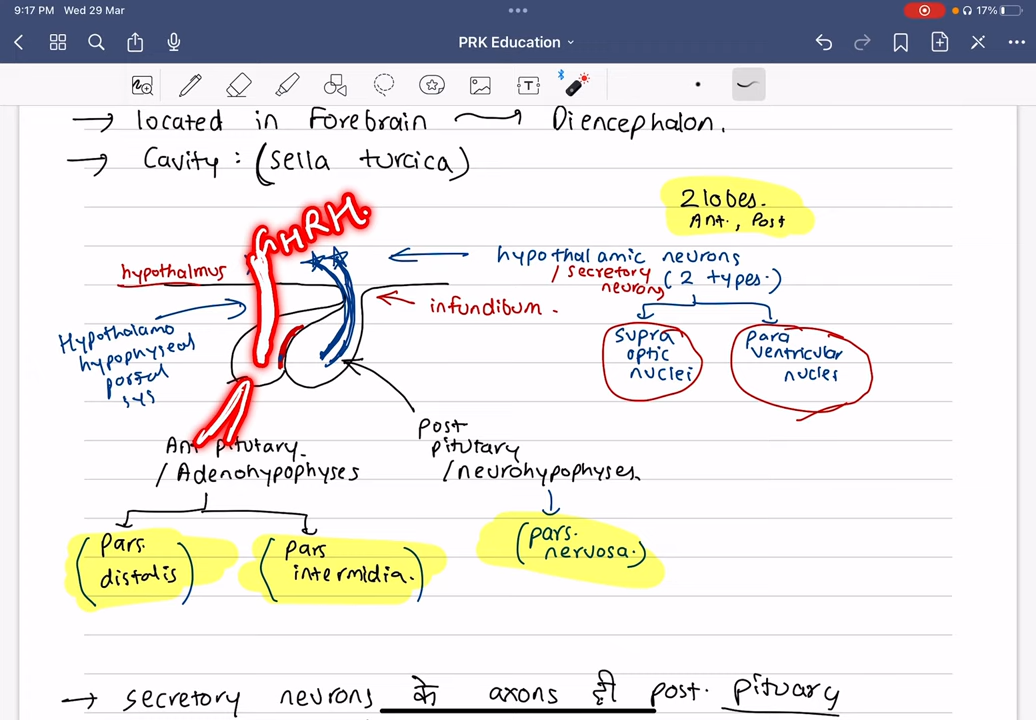 9:17 PM Wed 29 Mar
17%
PRK Education
→ located in Forebrain → Diencephalon.
→ Cavity : (sella turcica)
2 lobes.
Ant., Post
GHRH.
hypothalmus
hypothalamic neurons
/ secretory neurons (2 types.)
infundibum.
Hypothalamo
hypophyseal
portal
sys
supra
optic
nuclei
para
ventricular
nucles
Ant pitutary.
/ Adenohypophyses
Post
pitutary
/neurohypophyses.
(Pars.
distalis)
(Pars
intermidia.)
(pars.
nervosa.)
→ secretory neurons के axons ही post. pituary